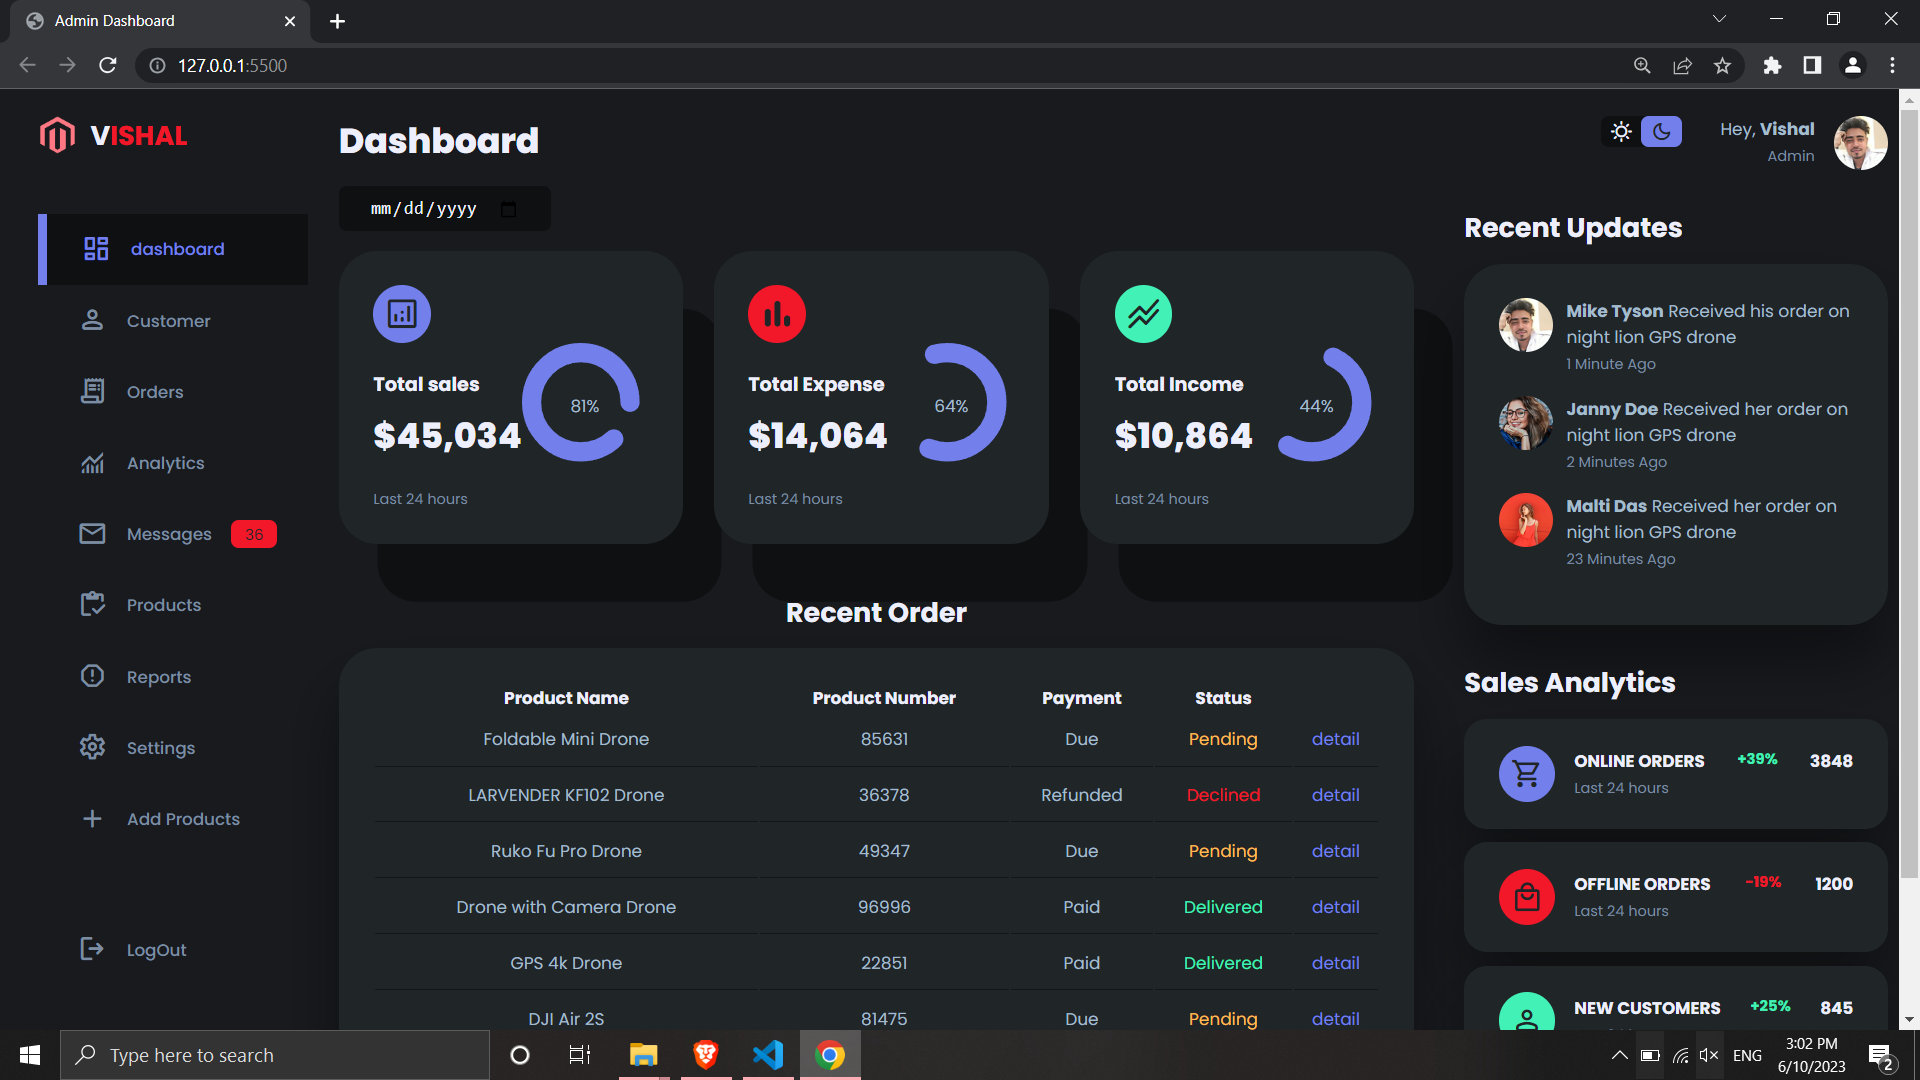 Admin Dashboard
127.0.0.1:5500
VISHAL
dashboard
Customer
Orders
Analytics
Messages 36
Products
Reports
Settings
Add Products
LogOut
Dashboard
mm/dd/yyyy
Total sales
$45,034
81%
Last 24 hours
Total Expense
$14,064
64%
Last 24 hours
Total Income
$10,864
44%
Last 24 hours
Recent Order
Product Name Product Number Payment Status
Foldable Mini Drone 85631 Due Pending detail
LARVENDER KF102 Drone 36378 Refunded Declined detail
Ruko Fu Pro Drone 49347 Due Pending detail
Drone with Camera Drone 96996 Paid Delivered detail
GPS 4k Drone 22851 Paid Delivered detail
DJI Air 2S 81475 Due Pending detail
Hey, Vishal
Admin
Recent Updates
Mike Tyson Received his order on
night lion GPS drone
1 Minute Ago
Janny Doe Received her order on
night lion GPS drone
2 Minutes Ago
Malti Das Received her order on
night lion GPS drone
23 Minutes Ago
Sales Analytics
ONLINE ORDERS +39% 3848
Last 24 hours
OFFLINE ORDERS -19% 1200
Last 24 hours
NEW CUSTOMERS +25% 845
Type here to search
ENG
3:02 PM
6/10/2023
2